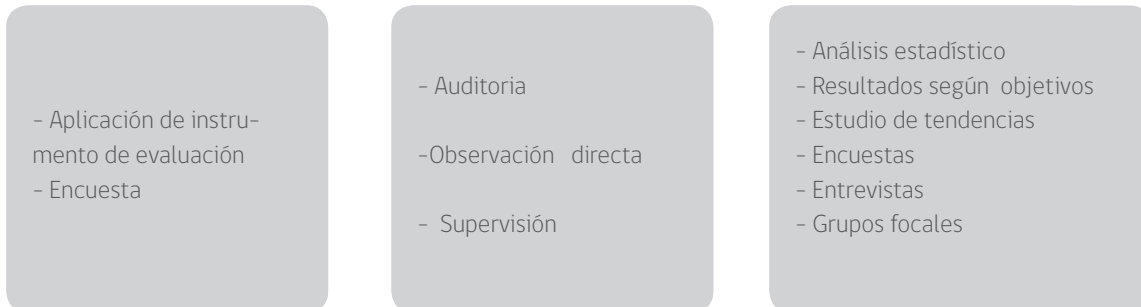 - Aplicación de instru-
mento de evaluación
- Encuesta
- Auditoria
-Observación directa
- Supervisión
- Análisis estadístico
- Resultados según objetivos
- Estudio de tendencias
- Encuestas
- Entrevistas
- Grupos focales